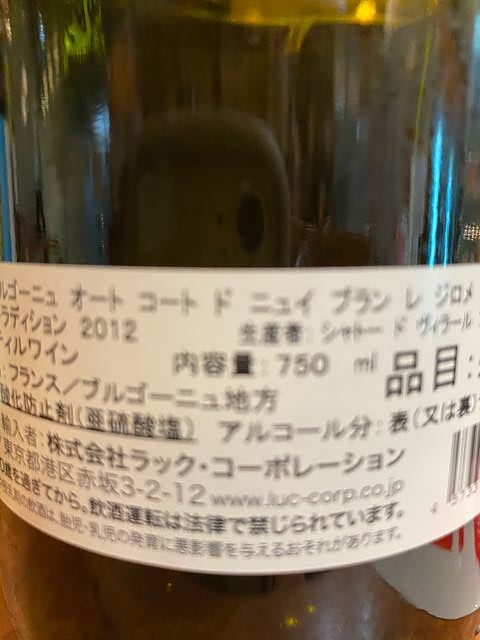 ルゴーニュ オート コート ド ニュイ ブラン レ ジロメ
ラディション 2012 生産者: シャトー ド ヴィラール
ティルワイン 内容量: 750 ml 品目:
: フランス/ブルゴーニュ地方
酸化防止剤(亜硫酸塩) アルコール分: 表(又は裏)
輸入者: 株式会社ラック・コーポレーション
東京都港区赤坂3-2-12 www.luc-corp.co.jp
歳を過ぎてから。飲酒運転は法律で禁じられています。
の飲酒は、胎児・乳児の発育に悪影響を与えるおそれがあります。